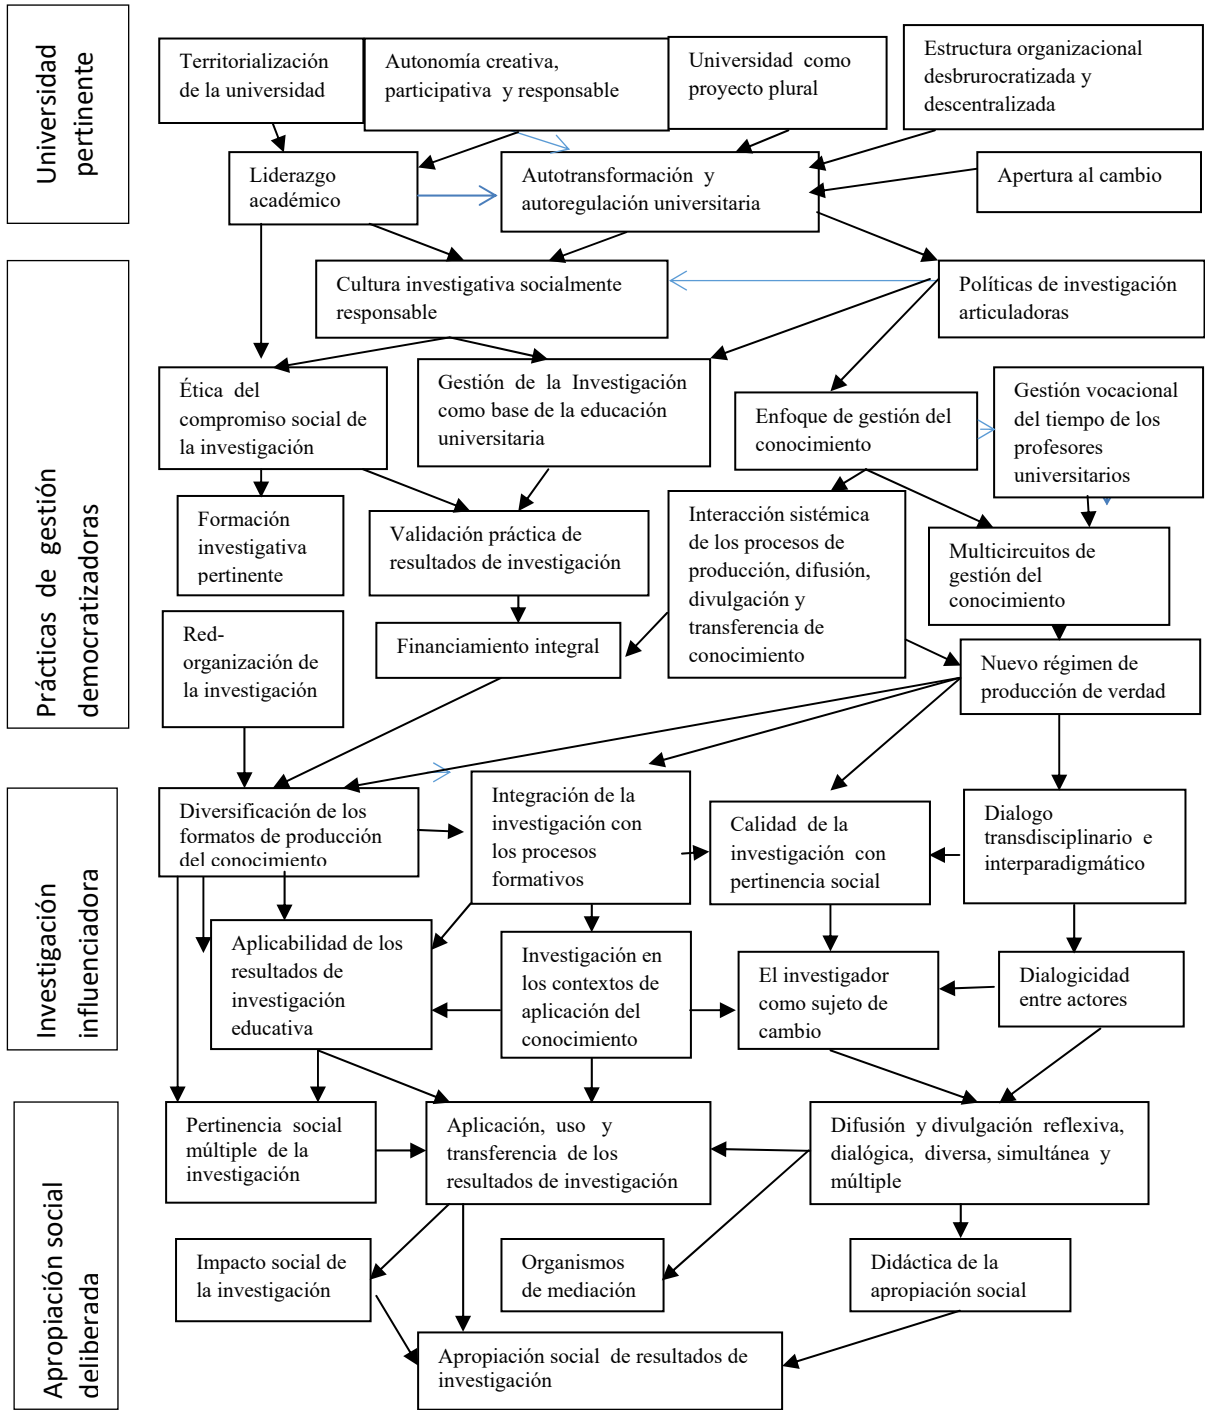 Universidad
pertinente
Territorialización
de la universidad
Autonomía creativa,
participativa y responsable
Universidad como
proyecto plural
Estructura organizacional
desbrurocratizada y
descentralizada
Liderazgo
académico
Autotransformación y
autoregulación universitaria
Apertura al cambio
Prácticas de gestión
democratizadoras
Cultura investigativa socialmente
responsable
Políticas de investigación
articuladoras
Ética del
compromiso social de
la investigación
Gestión de la Investigación
como base de la educación
universitaria
Enfoque de gestión del
conocimiento
Gestión vocacional
del tiempo de los
profesores
universitarios
Formación
investigativa
pertinente
Validación práctica de
resultados de investigación
Interacción sistémica
de los procesos de
producción, difusión,
divulgación y
transferencia de
conocimiento
Multicircuitos de
gestión del
conocimiento
Red-
organización de
la investigación
Financiamiento integral
Nuevo régimen de
producción de verdad
Investigación
influenciadora
Diversificación de los
formatos de producción
del conocimiento
Integración de la
investigación con
los procesos
formativos
Calidad de la
investigación con
pertinencia social
Dialogo
transdisciplinario e
interparadigmático
Aplicabilidad de los
resultados de
investigación
educativa
Investigación en
los contextos de
aplicación del
conocimiento
El investigador
como sujeto de
cambio
Dialogicidad
entre actores
Apropiación social
deliberada
Pertinencia social
múltiple de la
investigación
Aplicación, uso y
transferencia de los
resultados de investigación
Difusión y divulgación reflexiva,
dialógica, diversa, simultánea y
múltiple
Impacto social de
la investigación
Organismos
de mediación
Didáctica de la
apropiación social
Apropiación social de resultados de
investigación